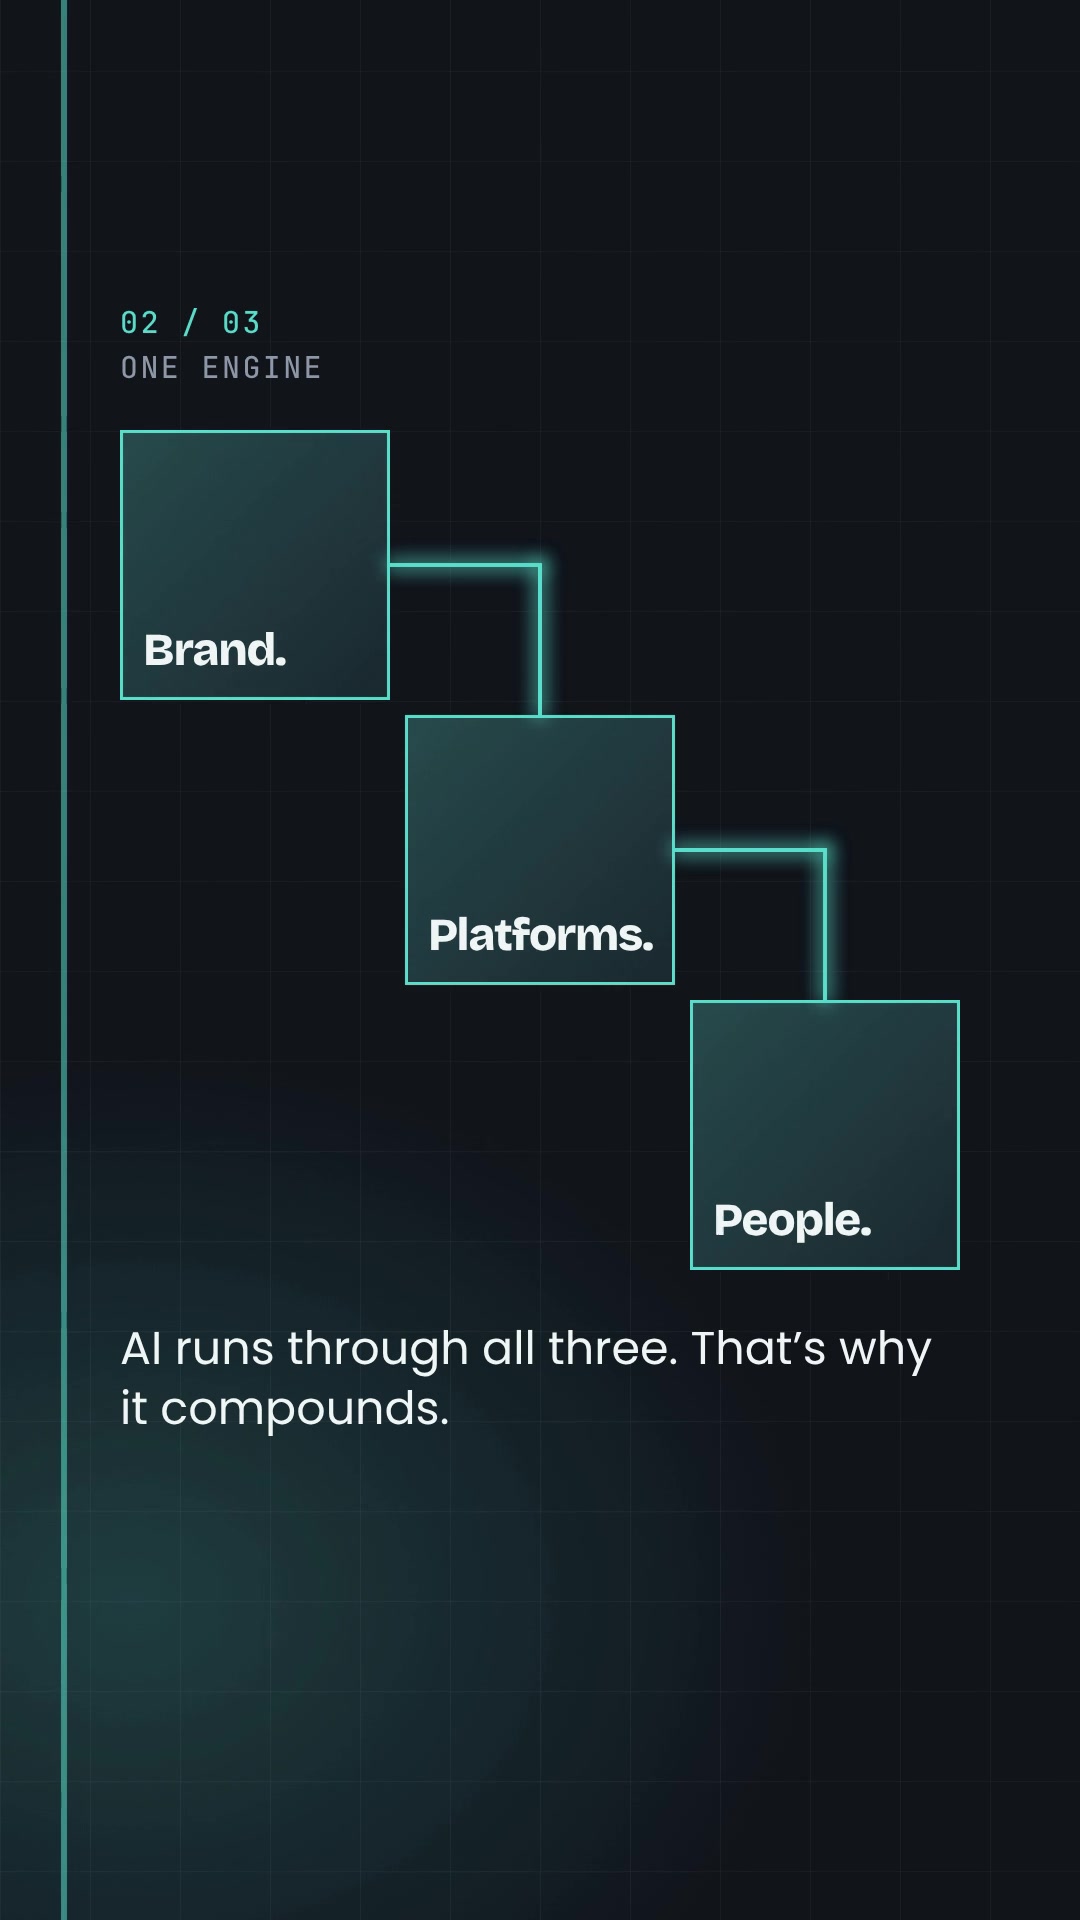 02 / 03
ONE ENGINE
Brand.
Platforms.
People.
AI runs through all three. That’s why
it compounds.